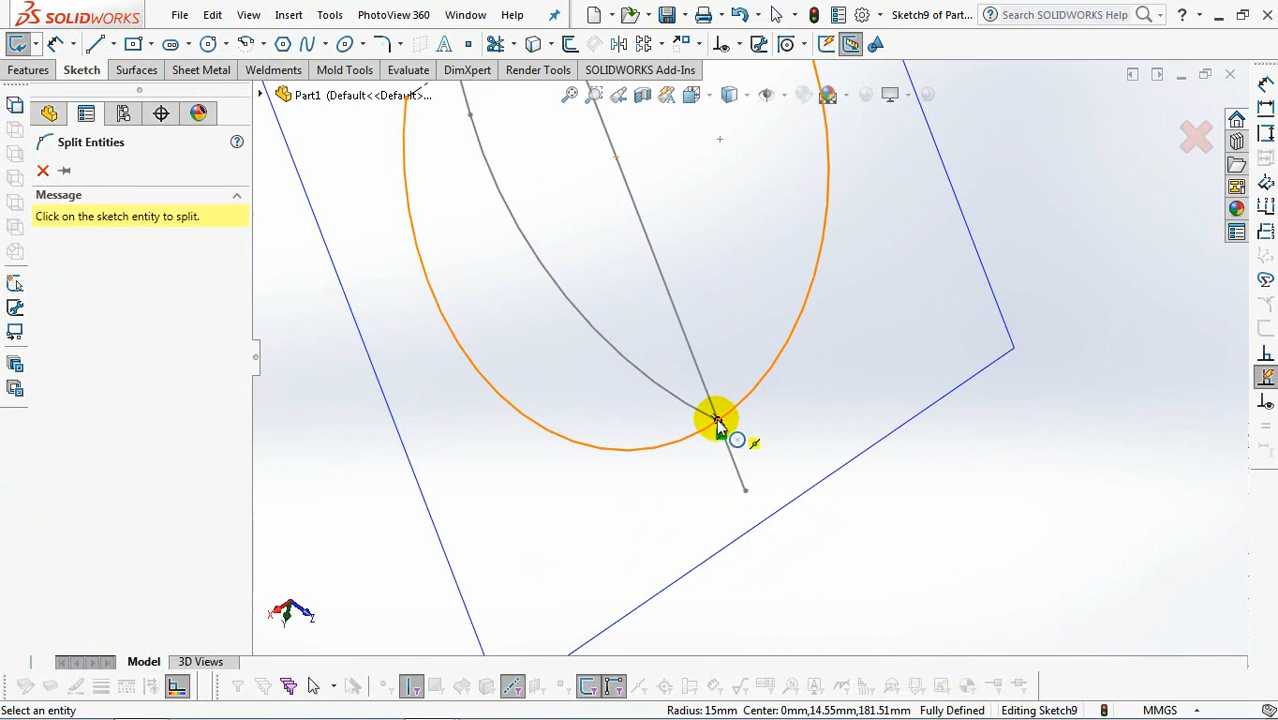 SOLIDWORKS
File Edit View Insert Tools PhotoView 360 Window Help
Sketch9 of Part...
Search SOLIDWORKS Help
Features Sketch Surfaces Sheet Metal Weldments Mold Tools Evaluate DimXpert Render Tools SOLIDWORKS Add-Ins
Part1 (Default<<Default>...
Split Entities
Message
Click on the sketch entity to split.
X Y Z
Model 3D Views
Select an entity
Radius: 15mm Center: 0mm,14.55mm,181.51mm Fully Defined Editing Sketch9 MMGS